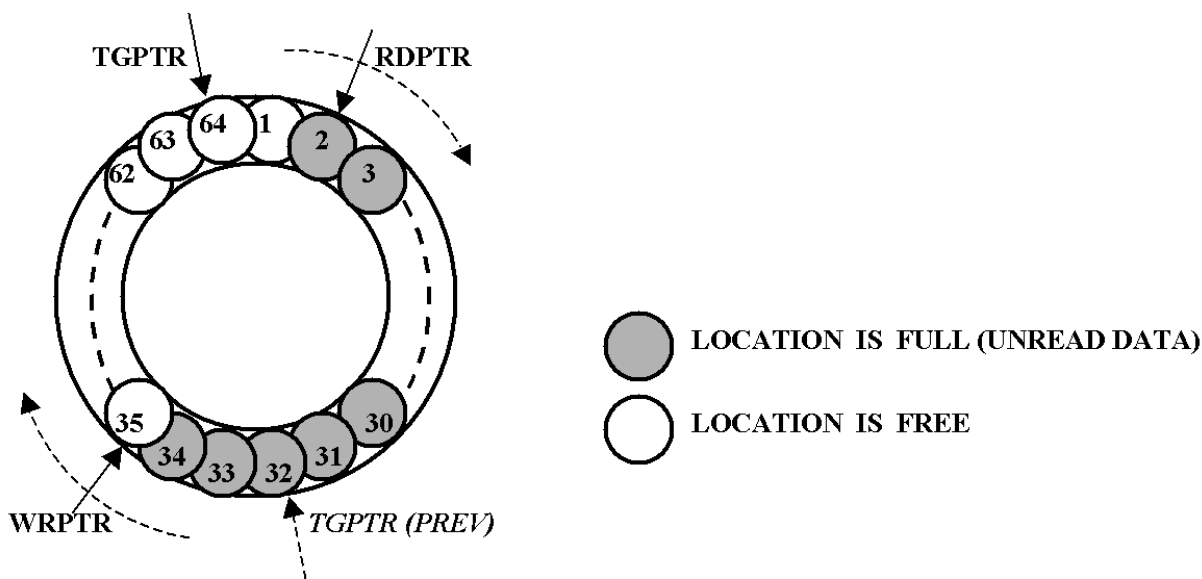 TGPTR
RDPTR
64
1
63
2
62
3
LOCATION IS FULL (UNREAD DATA)
35
30
LOCATION IS FREE
34
31
33
32
WRPTR
TGPTR (PREV)